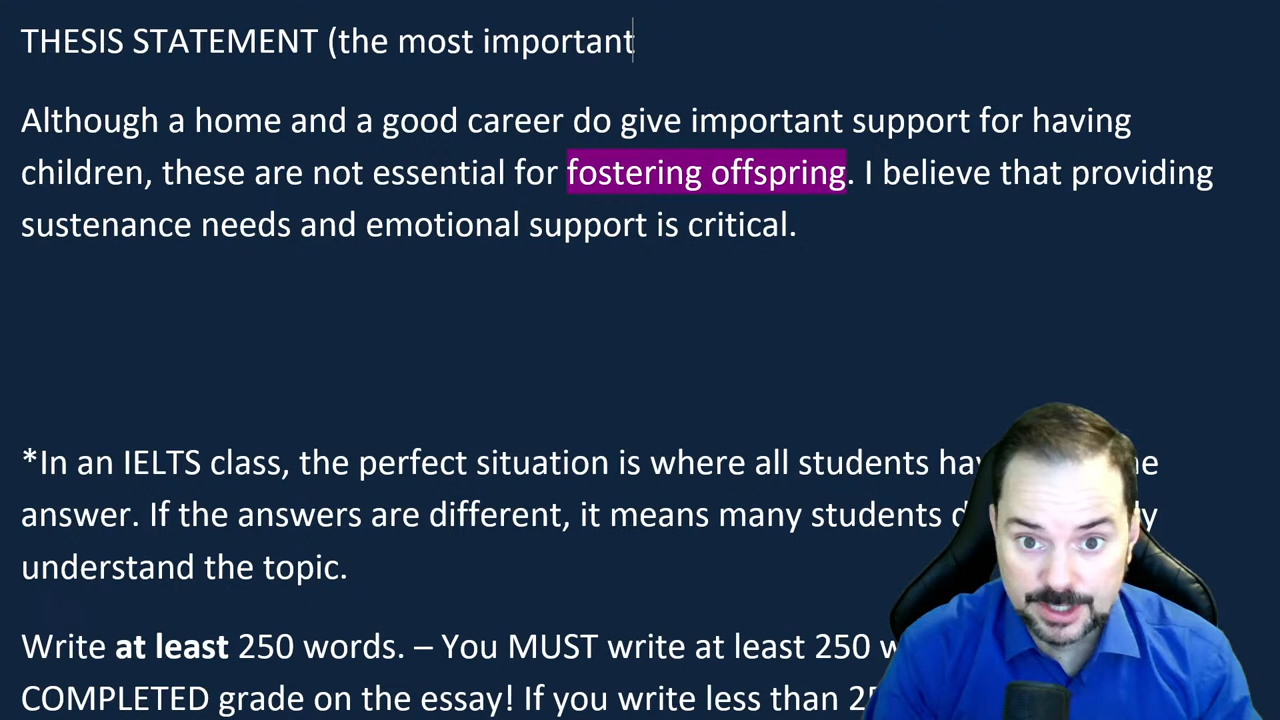 THESIS STATEMENT (the most important
Although a home and a good career do give important support for having
children, these are not essential for fostering offspring. I believe that providing
sustenance needs and emotional support is critical.
*In an IELTS class, the perfect situation is where all students
answer. If the answers are different, it means many students
understand the topic.
Write at least 250 words. – You MUST write at least 250
COMPLETED grade on the essay! If you write less than